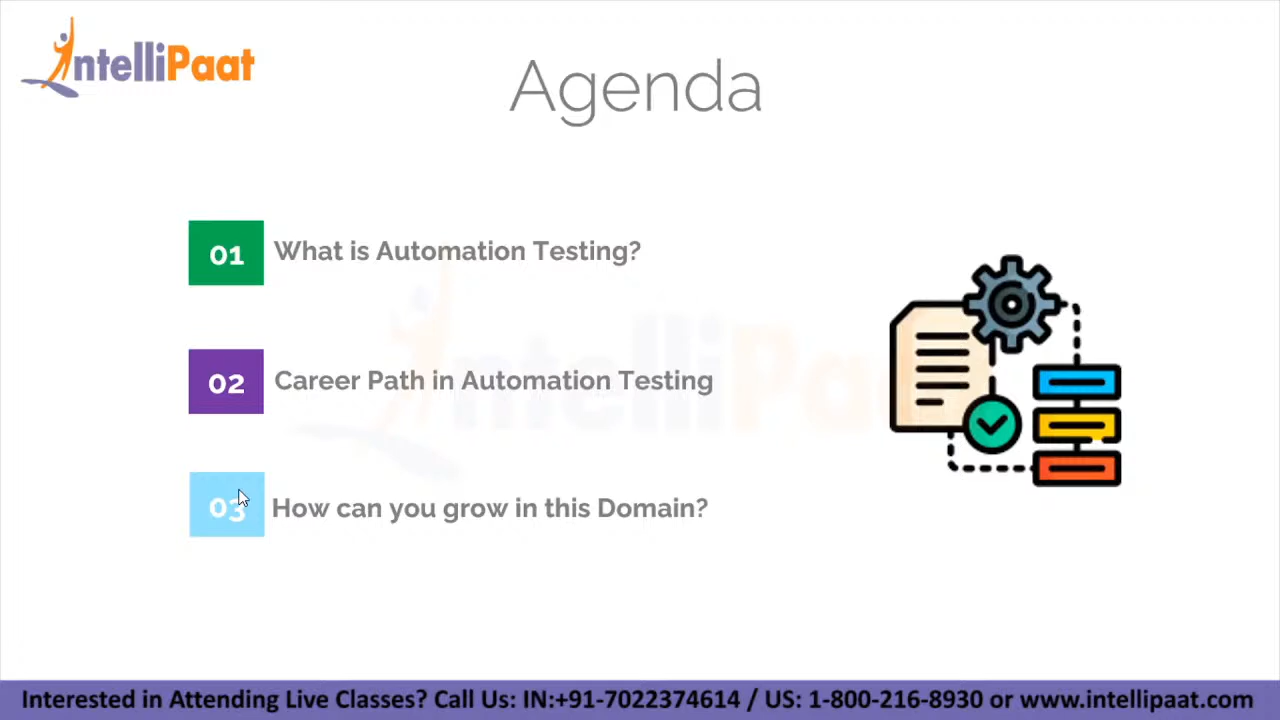 IntelliPaat
Agenda
01 What is Automation Testing?
02 Career Path in Automation Testing
03 How can you grow in this Domain?
IntelliPaat
Interested in Attending Live Classes? Call Us: IN:+91-7022374614 / US: 1-800-216-8930 or www.intellipaat.com